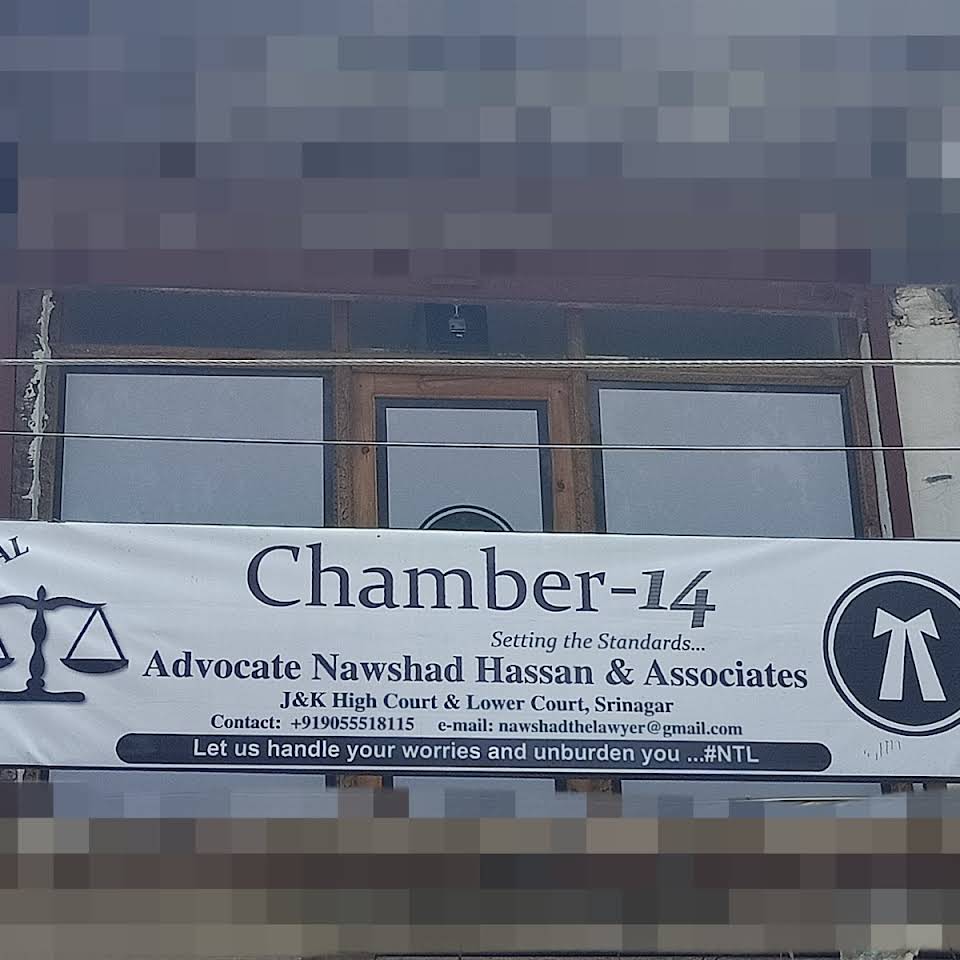 Chamber-14
Setting the Standards...
Advocate Nawshad Hassan & Associates
J&K High Court & Lower Court, Srinagar
Contact: +919055518115 e-mail: nawshadthelawyer@gmail.com
Let us handle your worries and unburden you ...#NTL